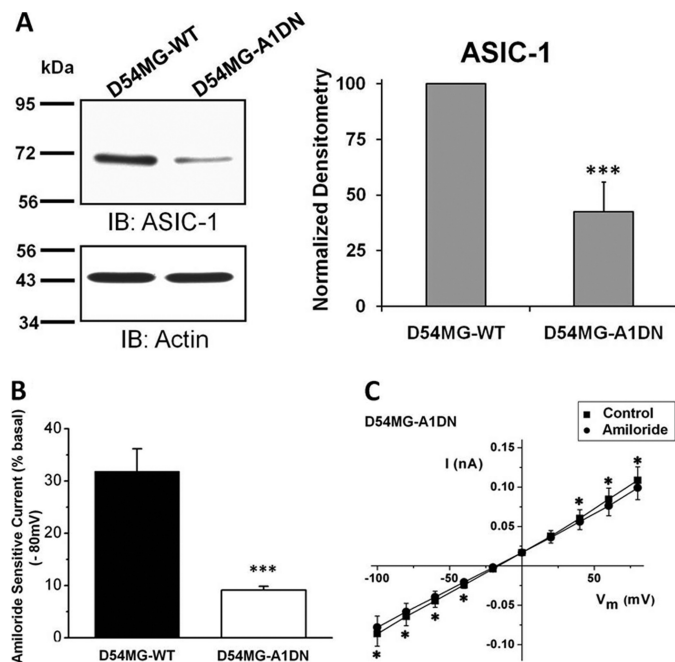 A
kDa
D54MG-WT
D54MG-A1DN
95
72
56
IB: ASIC-1
56
43
34
IB: Actin
ASIC-1
Normalized Densitometry
100
75
50
25
0
***
D54MG-WT
D54MG-A1DN
B
Amiloride Sensitive Current (% basal)
(- 80mV)
40
30
20
10
0
***
D54MG-WT
D54MG-A1DN
C
Control
Amiloride
D54MG-A1DN
I (nA)
0.15
0.10
0.05
-0.05
-0.10
-100
-50
50
Vm (mV)
* * *
* * * *